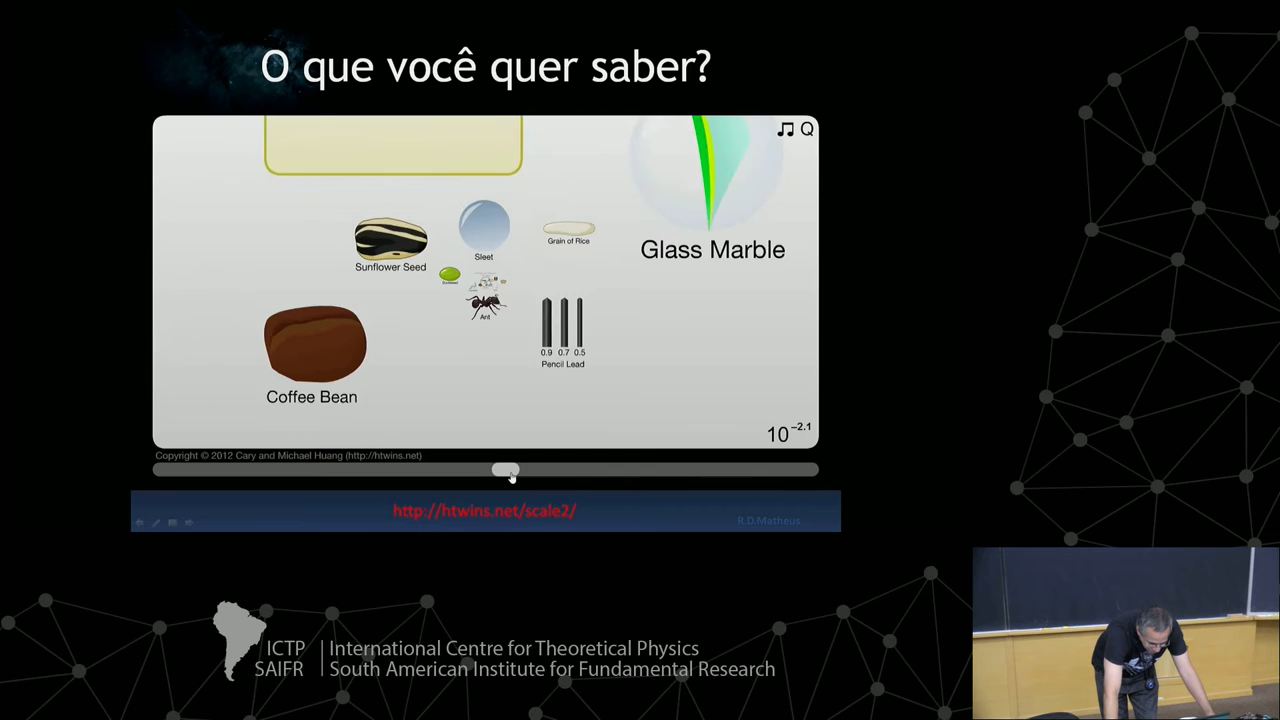 O que você quer saber?
Q
Sunflower Seed
Sleet
Grain of Rice
Glass Marble
Ant
0.9 0.7 0.5
Pencil Lead
Coffee Bean
10^-2.1
Copyright © 2012 Cary and Michael Huang (http://htwins.net)
http://htwins.net/scale2/
R.D Matheus
ICTP | International Centre for Theoretical Physics
SAIFR | South American Institute for Fundamental Research